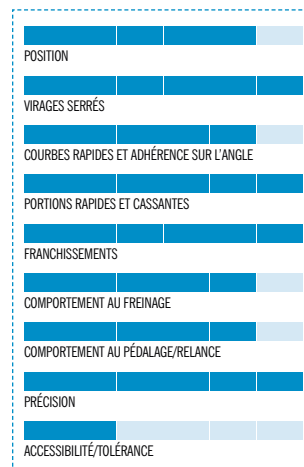 POSITION
VIRAGES SERRÉS
COURBES RAPIDES ET ADHÉRENCE SUR L'ANGLE
PORTIONS RAPIDES ET CASSANTES
FRANCHISSEMENTS
COMPORTEMENT AU FREINAGE
COMPORTEMENT AU PÉDALAGE/RELANCE
PRÉCISION
ACCESSIBILITÉ/TOLÉRANCE